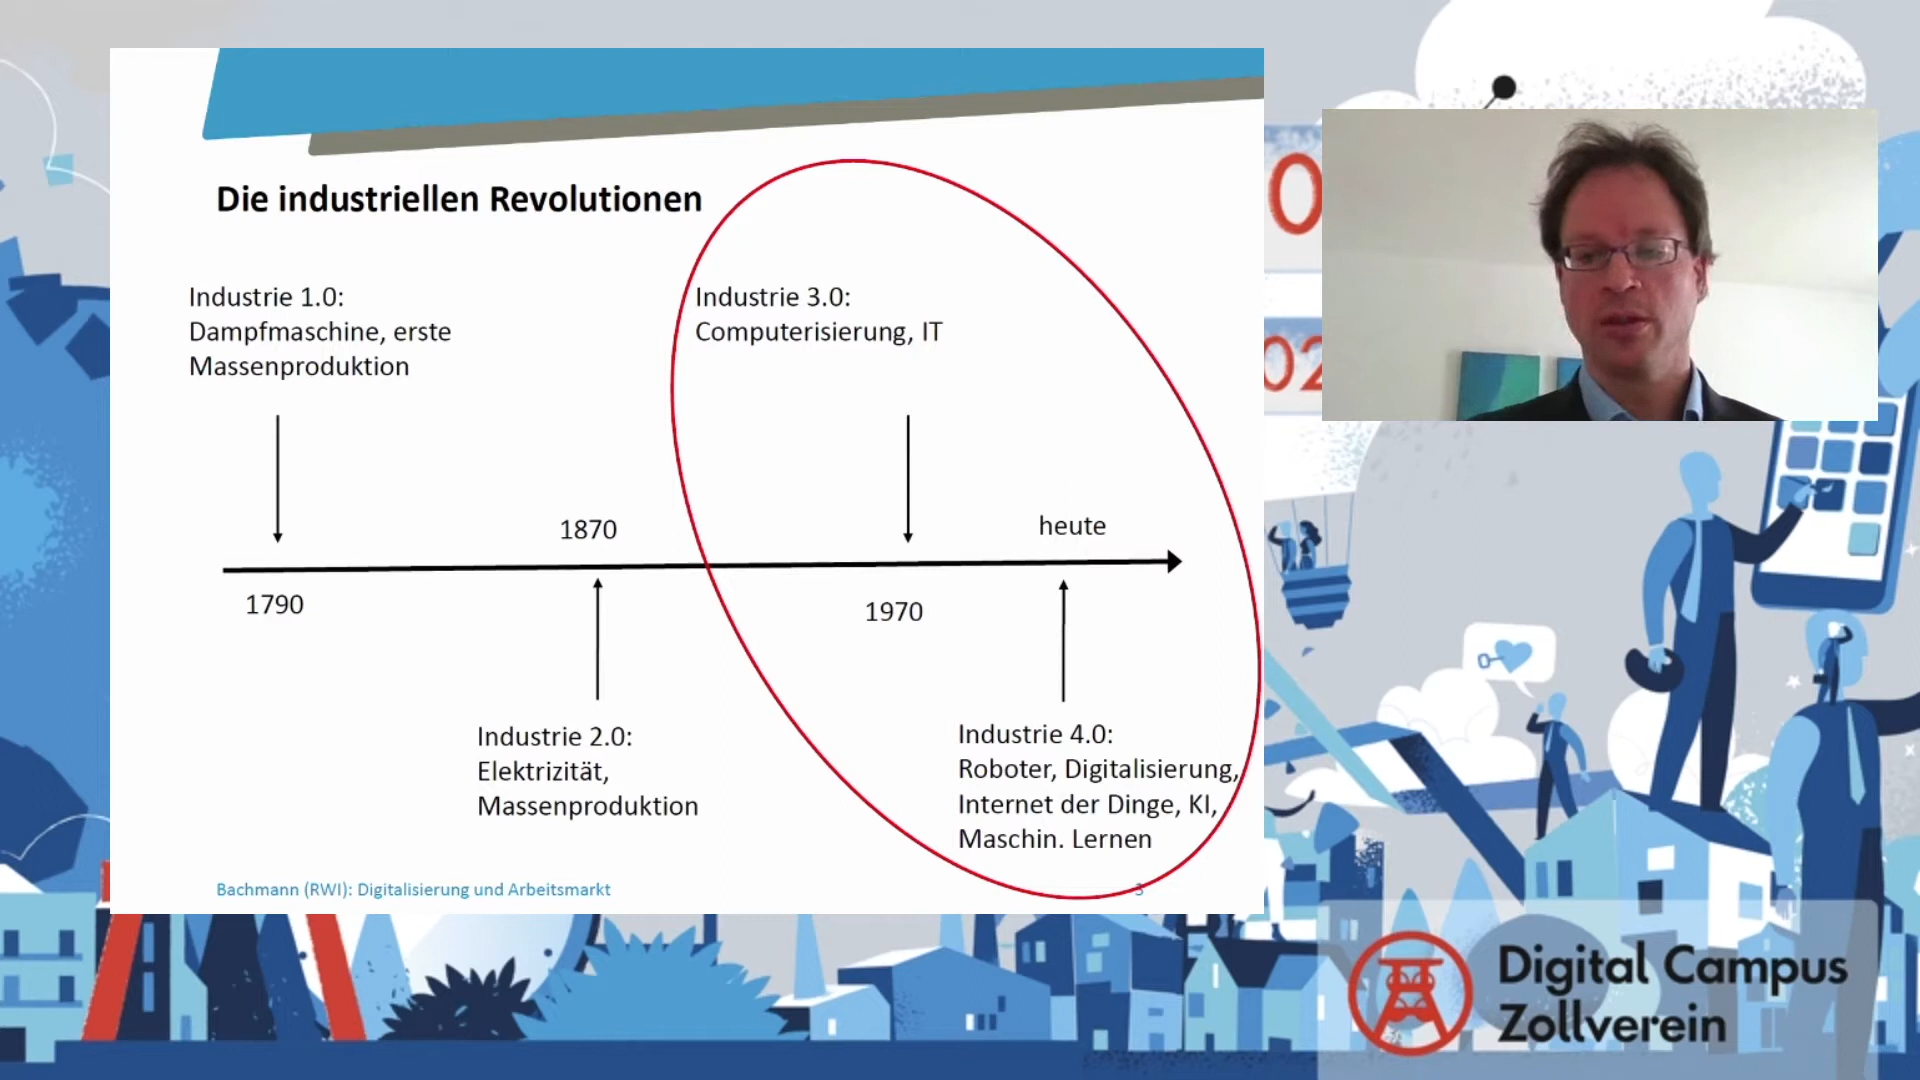 Die industriellen Revolutionen
Industrie 1.0:
Dampfmaschine, erste
Massenproduktion
Industrie 3.0:
Computerisierung, IT
1870
heute
1790
1970
Industrie 2.0:
Elektrizität,
Massenproduktion
Industrie 4.0:
Roboter, Digitalisierung,
Internet der Dinge, KI,
Maschin. Lernen
Bachmann (RWI): Digitalisierung und Arbeitsmarkt
3
Digital Campus
Zollverein